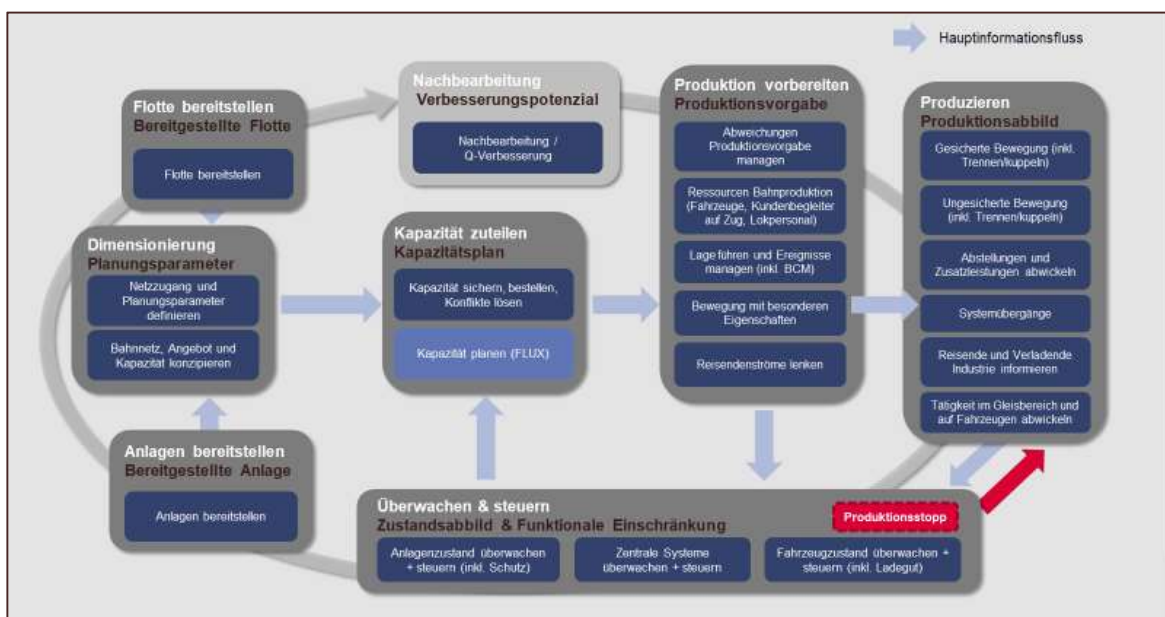 Hauptinformationsfluss
Flotte bereitstellen
Bereitgestellte Flotte
Flotte bereitstellen
Nachbearbeitung
Verbesserungspotenzial
Nachbearbeitung /
Q-Verbesserung
Produktion vorbereiten
Produktionsvorgabe
Abweichungen
Produktionsvorgabe
managen
Ressourcen Bahnproduktion
(Fahrzeuge, Kundenbegleiter
auf Zug, Lokpersonal)
Lage führen und Ereignisse
managen (inkl. BCM)
Bewegung mit besonderen
Eigenschaften
Reisendenströme lenken
Produzieren
Produktionsabbild
Gesicherte Bewegung (inkl.
Trennen/kuppeln)
Ungesicherte Bewegung
(inkl. Trennen/kuppeln)
Abstellungen und
Zusatzleistungen abwickeln
Systemübergänge
Reisende und Verladende
Industrie informieren
Tätigkeit im Gleisbereich und
auf Fahrzeugen abwickeln
Dimensionierung
Planungsparameter
Netzzugang und
Planungsparameter
definieren
Bahnnetz, Angebot und
Kapazität konzipieren
Kapazität zuteilen
Kapazitätsplan
Kapazität sichern, bestellen,
Konflikte lösen
Kapazität planen (FLUX)
Anlagen bereitstellen
Bereitgestellte Anlage
Anlagen bereitstellen
Überwachen & steuern
Zustandsabbild & Funktionale Einschränkung
Produktionsstopp
Anlagenzustand überwachen
+ steuern (inkl. Schutz)
Zentrale Systeme
überwachen + steuern
Fahrzeugzustand überwachen +
steuern (inkl. Ladegut)